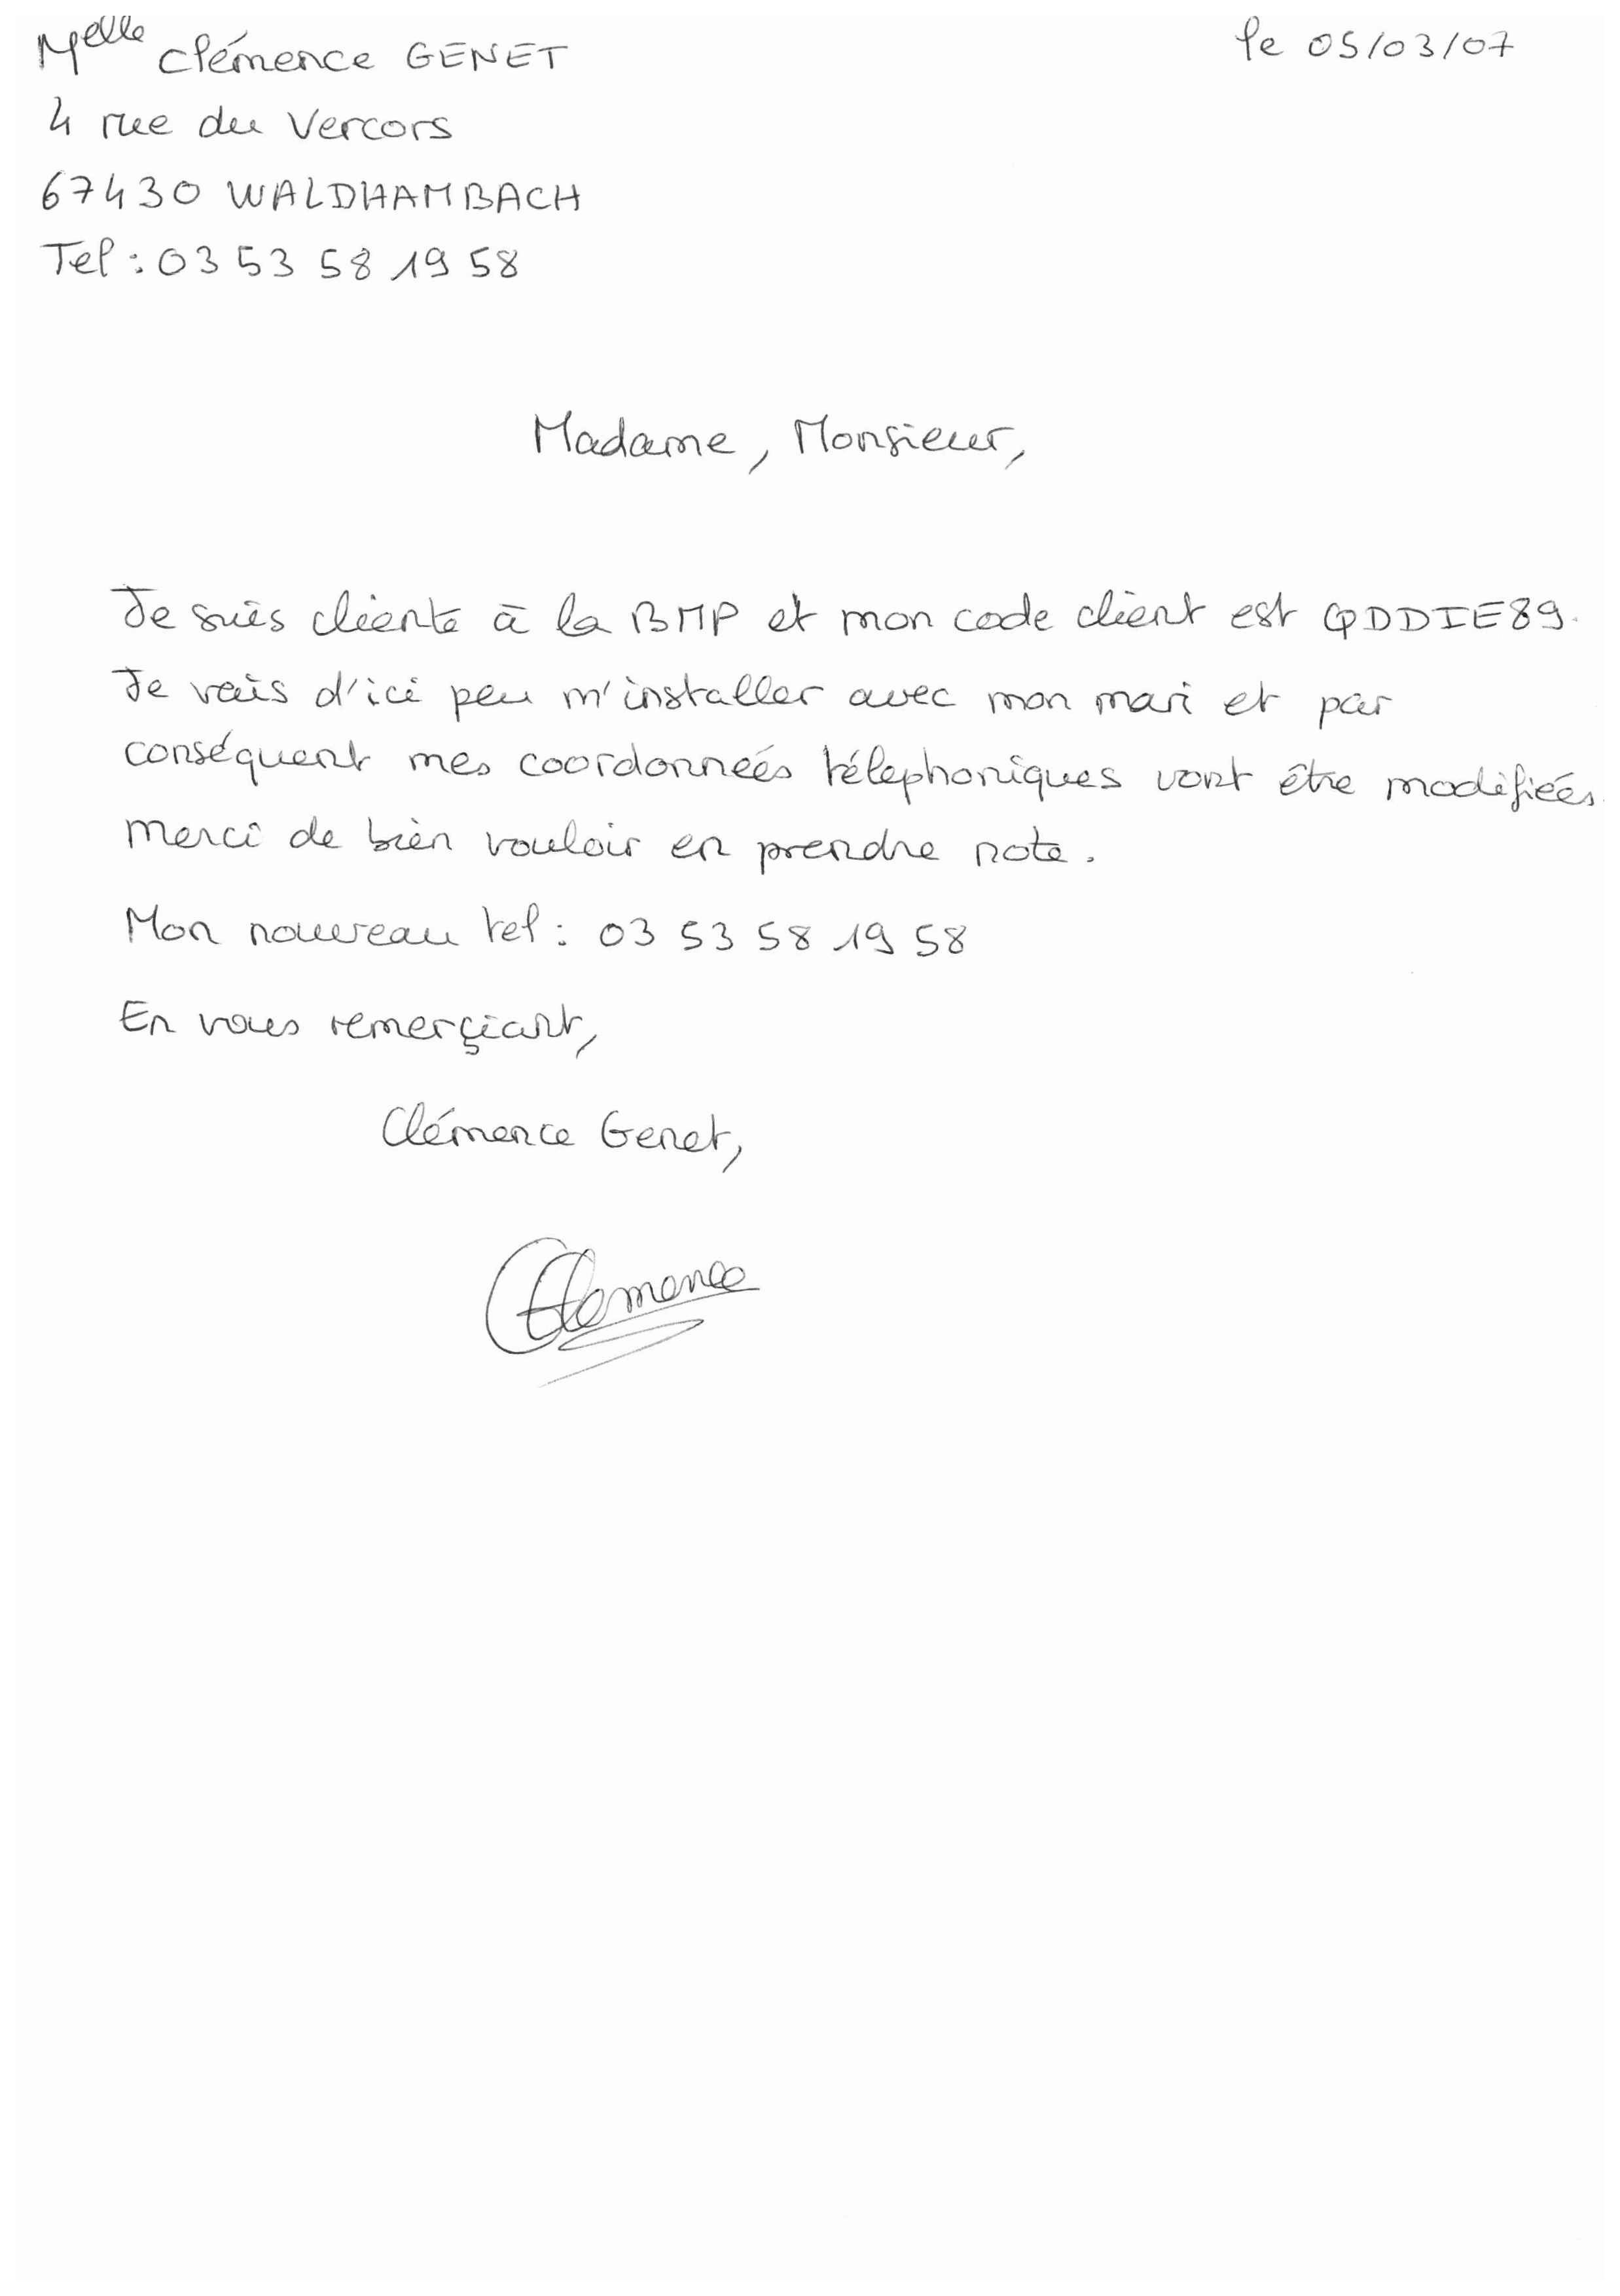 Melle Clémence GENET
le 05/03/07
4 rue du Vercors
67430 WALDHAMBACH
Tel : 03 53 58 19 58
Madame, Monsieur,
Je suis cliente à la BMP et mon code client est QDDIE89.
Je vais d'ici peu m'installer avec mon mari et par
conséquent mes coordonneés téléphoniques vont être modifieés.
Merci de bien vouloir en prendre note.
Mon nouveau tel : 03 53 58 19 58
En vous remerçiant,
Clémence Genet,
Clemence